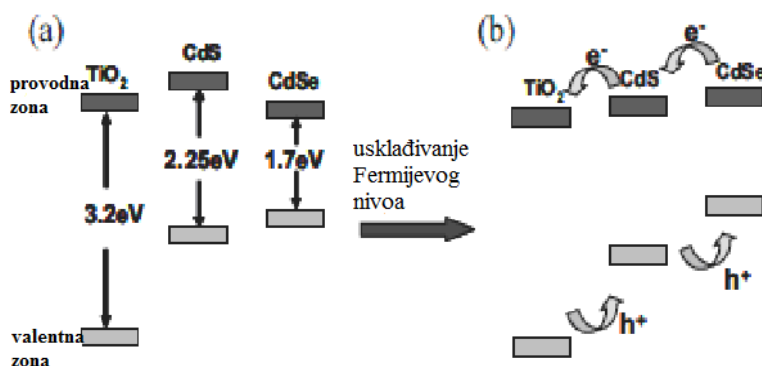 (a)
(b)
provodna
zona
TiO₂
CdS
CdSe
3.2eV
2.25eV
1.7eV
valentna
zona
usklađivanje
Fermijevog
nivoa
e⁻
e⁻
TiO₂
CdS
CdSe
h⁺
h⁺